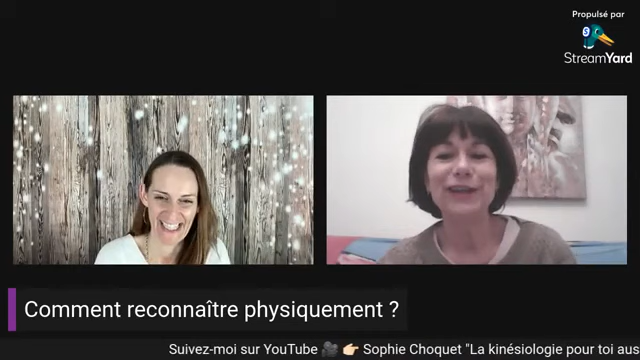 Propulsé par
StreamYard
Comment reconnaître physiquement ?
Suivez-moi sur YouTube 🎥 👉 Sophie Choquet "La kinésiologie pour toi aus